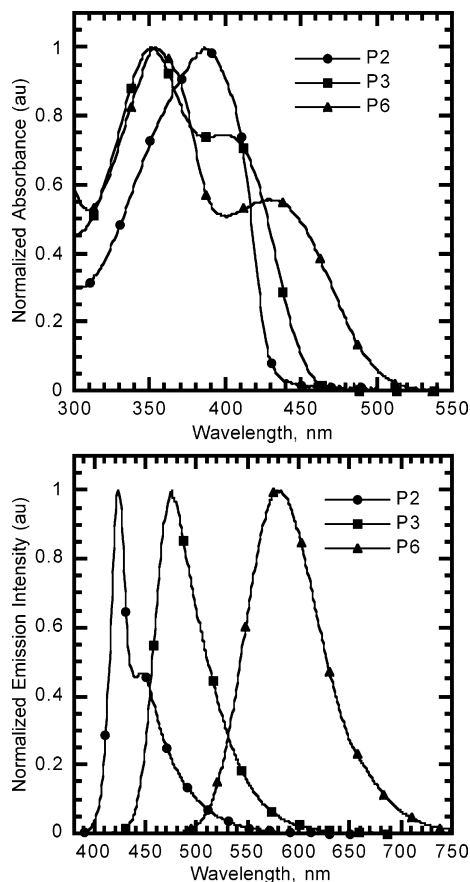 Normalized Absorbance (au)
1
0.8
0.6
0.4
0.2
0
P2
P3
P6
300 350 400 450 500 550
Wavelength, nm
Normalized Emission Intensity (au)
1
0.8
0.6
0.4
0.2
0
P2
P3
P6
400 450 500 550 600 650 700 750
Wavelength, nm